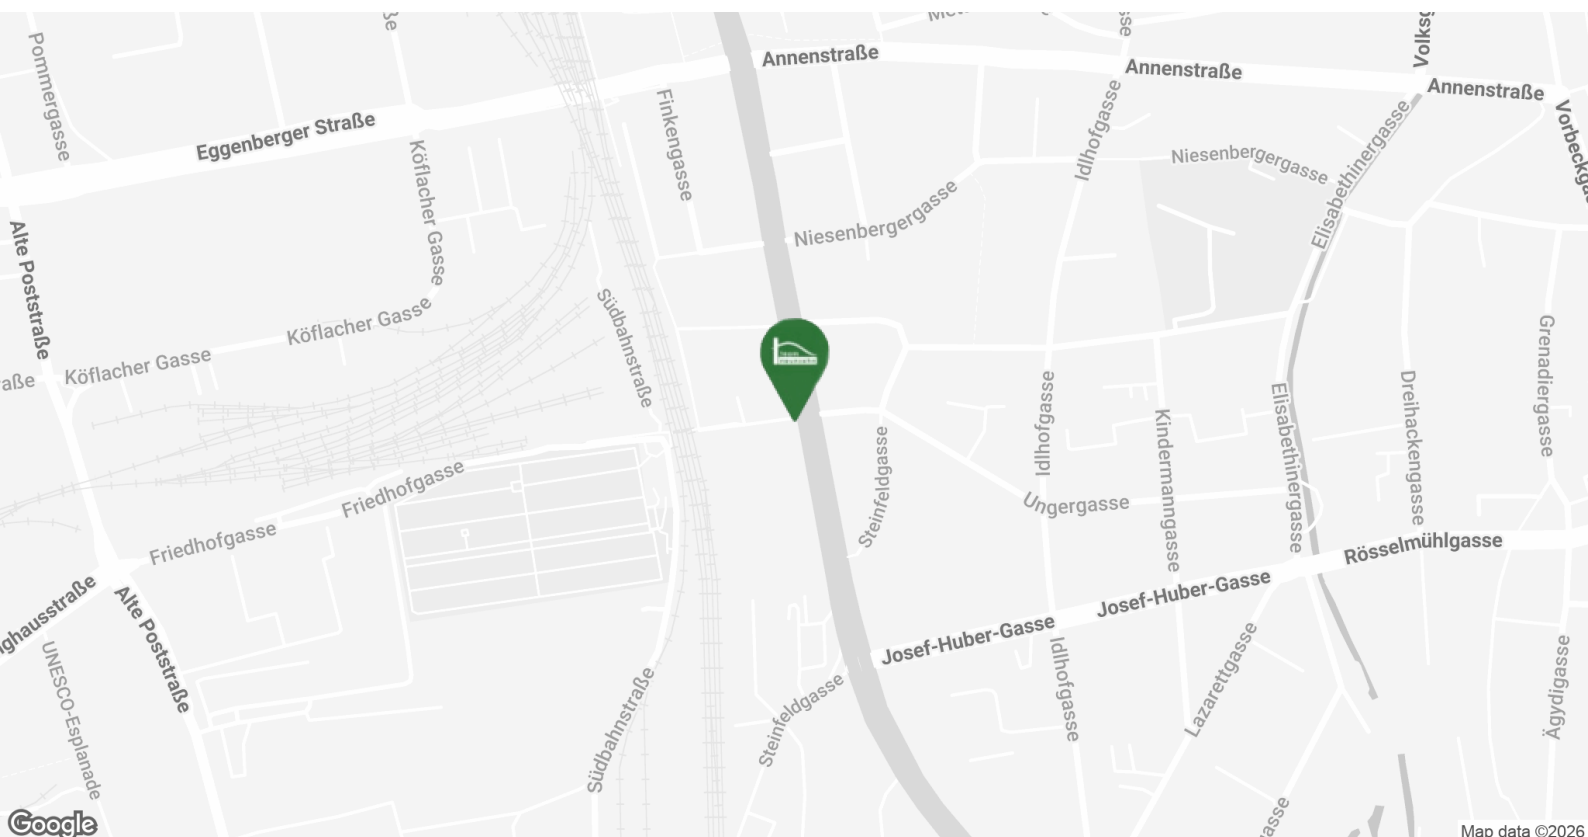 Pommergasse
Annenstraße
Annenstraße
Annenstraße
Eggenberger Straße
Finkengasse
Idlhofgasse
Niesenbergergasse
Elisabethinergasse
Köflacher Gasse
Niesenbergergasse
Alte Poststraße
Köflacher Gasse
Köflacher Gasse
Südbahnstraße
Grenadiergasse
Idlhofgasse
Kindermanngasse
Elisabethinergasse
Dreihackengasse
Steinfeldgasse
Friedhofgasse
Friedhofgasse
Ungergasse
Rösselmühlgasse
Josef-Huber-Gasse
Josef-Huber-Gasse
Alte Poststraße
UNESCO-Esplanade
Idlhofgasse
Lazarettgasse
Ägydigasse
Steinfeldgasse
Südbahnstraße
Google
Map data ©2026